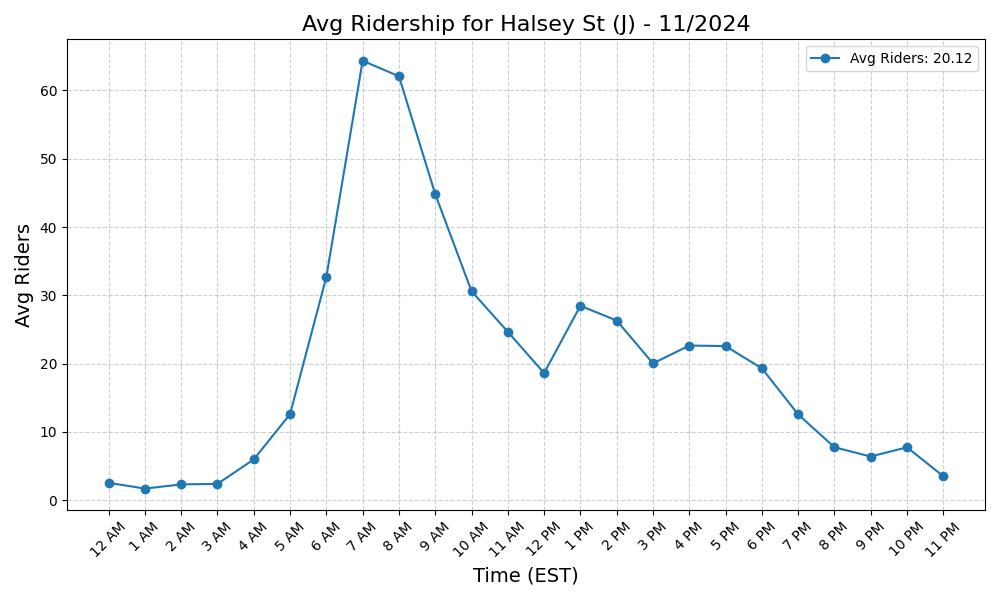 Avg Ridership for Halsey St (J) - 11/2024
Avg Riders: 20.12
Avg Riders
60
50
40
30
20
10
0
12 AM
1 AM
2 AM
3 AM
4 AM
5 AM
6 AM
7 AM
8 AM
9 AM
10 AM
11 AM
12 PM
1 PM
2 PM
3 PM
4 PM
5 PM
6 PM
7 PM
8 PM
9 PM
10 PM
11 PM
Time (EST)